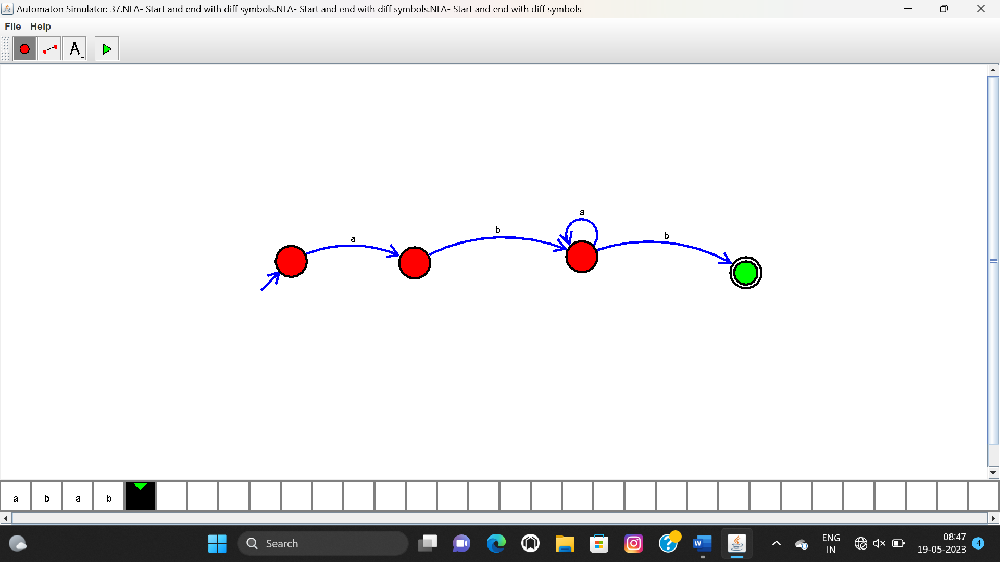 Automaton Simulator: 37.NFA- Start and end with diff symbols.NFA- Start and end with diff symbols.NFA- Start and end with diff symbols
File Help
A
a
a
b
b
a b a b
Search
ENG
IN
08:47
19-05-2023
4